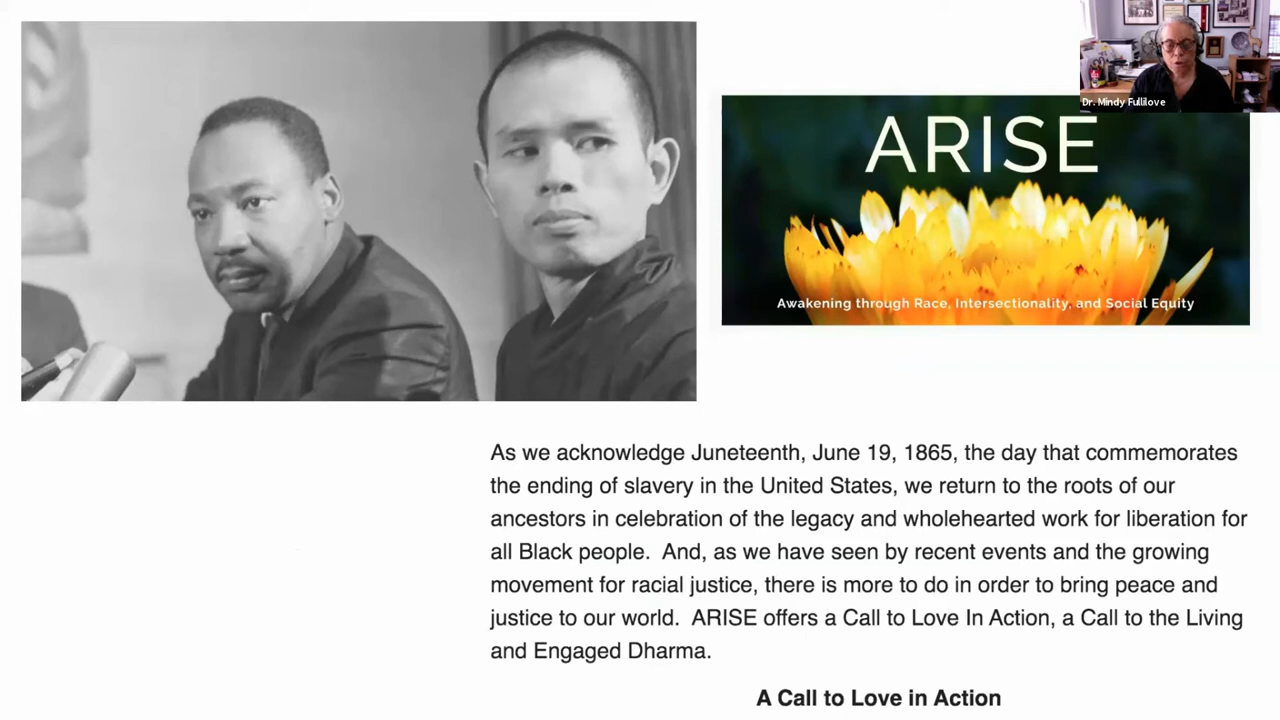 Dr. Mindy Fullilove
ARISE
Awakening through Race, Intersectionality, and Social Equity
As we acknowledge Juneteenth, June 19, 1865, the day that commemorates
the ending of slavery in the United States, we return to the roots of our
ancestors in celebration of the legacy and wholehearted work for liberation for
all Black people.  And, as we have seen by recent events and the growing
movement for racial justice, there is more to do in order to bring peace and
justice to our world.  ARISE offers a Call to Love In Action, a Call to the Living
and Engaged Dharma.
A Call to Love in Action